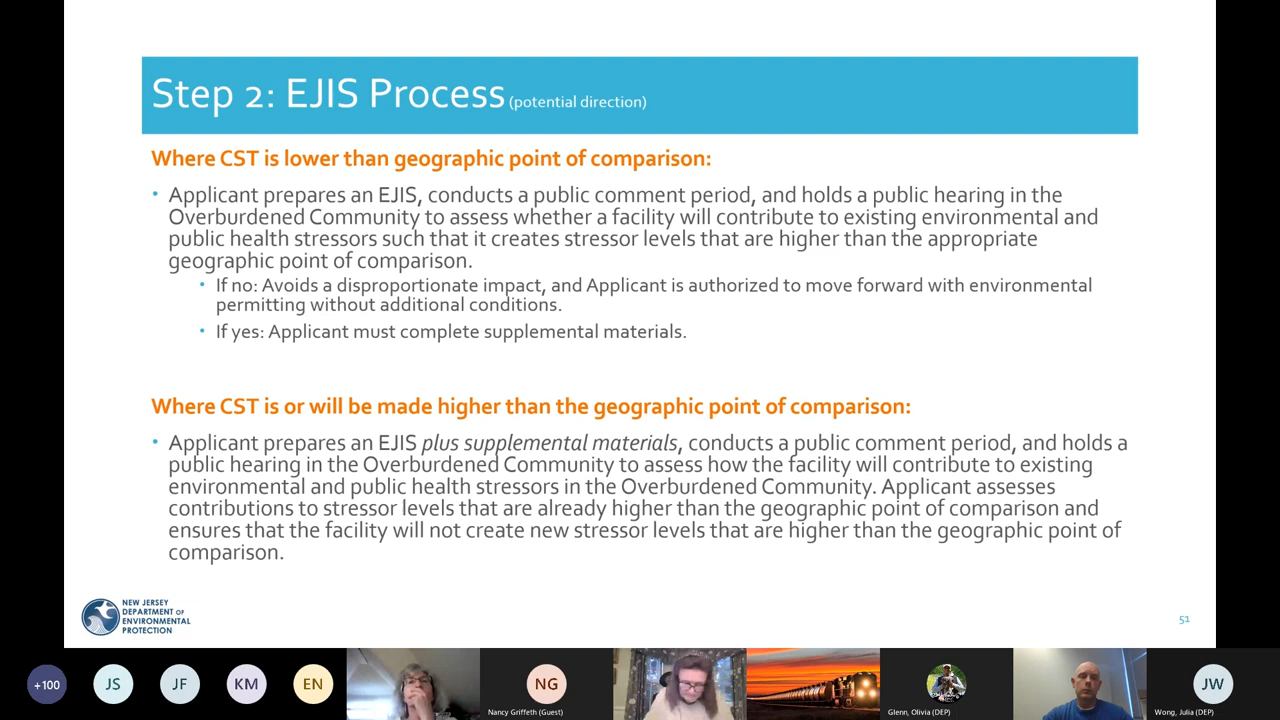 Step 2: EJIS Process (potential direction)
Where CST is lower than geographic point of comparison:
• Applicant prepares an EJIS, conducts a public comment period, and holds a public hearing in the
Overburdened Community to assess whether a facility will contribute to existing environmental and
public health stressors such that it creates stressor levels that are higher than the appropriate
geographic point of comparison.
• If no: Avoids a disproportionate impact, and Applicant is authorized to move forward with environmental
permitting without additional conditions.
• If yes: Applicant must complete supplemental materials.
Where CST is or will be made higher than the geographic point of comparison:
• Applicant prepares an EJIS plus supplemental materials, conducts a public comment period, and holds a
public hearing in the Overburdened Community to assess how the facility will contribute to existing
environmental and public health stressors in the Overburdened Community. Applicant assesses
contributions to stressor levels that are already higher than the geographic point of comparison and
ensures that the facility will not create new stressor levels that are higher than the geographic point of
comparison.
NEW JERSEY
DEPARTMENT OF
ENVIRONMENTAL
PROTECTION
51
+100
JS
JF
KM
EN
NG
Nancy Griffeth (Guest)
Glenn, Olivia (DEP)
JW
Wong, Julia (DEP)